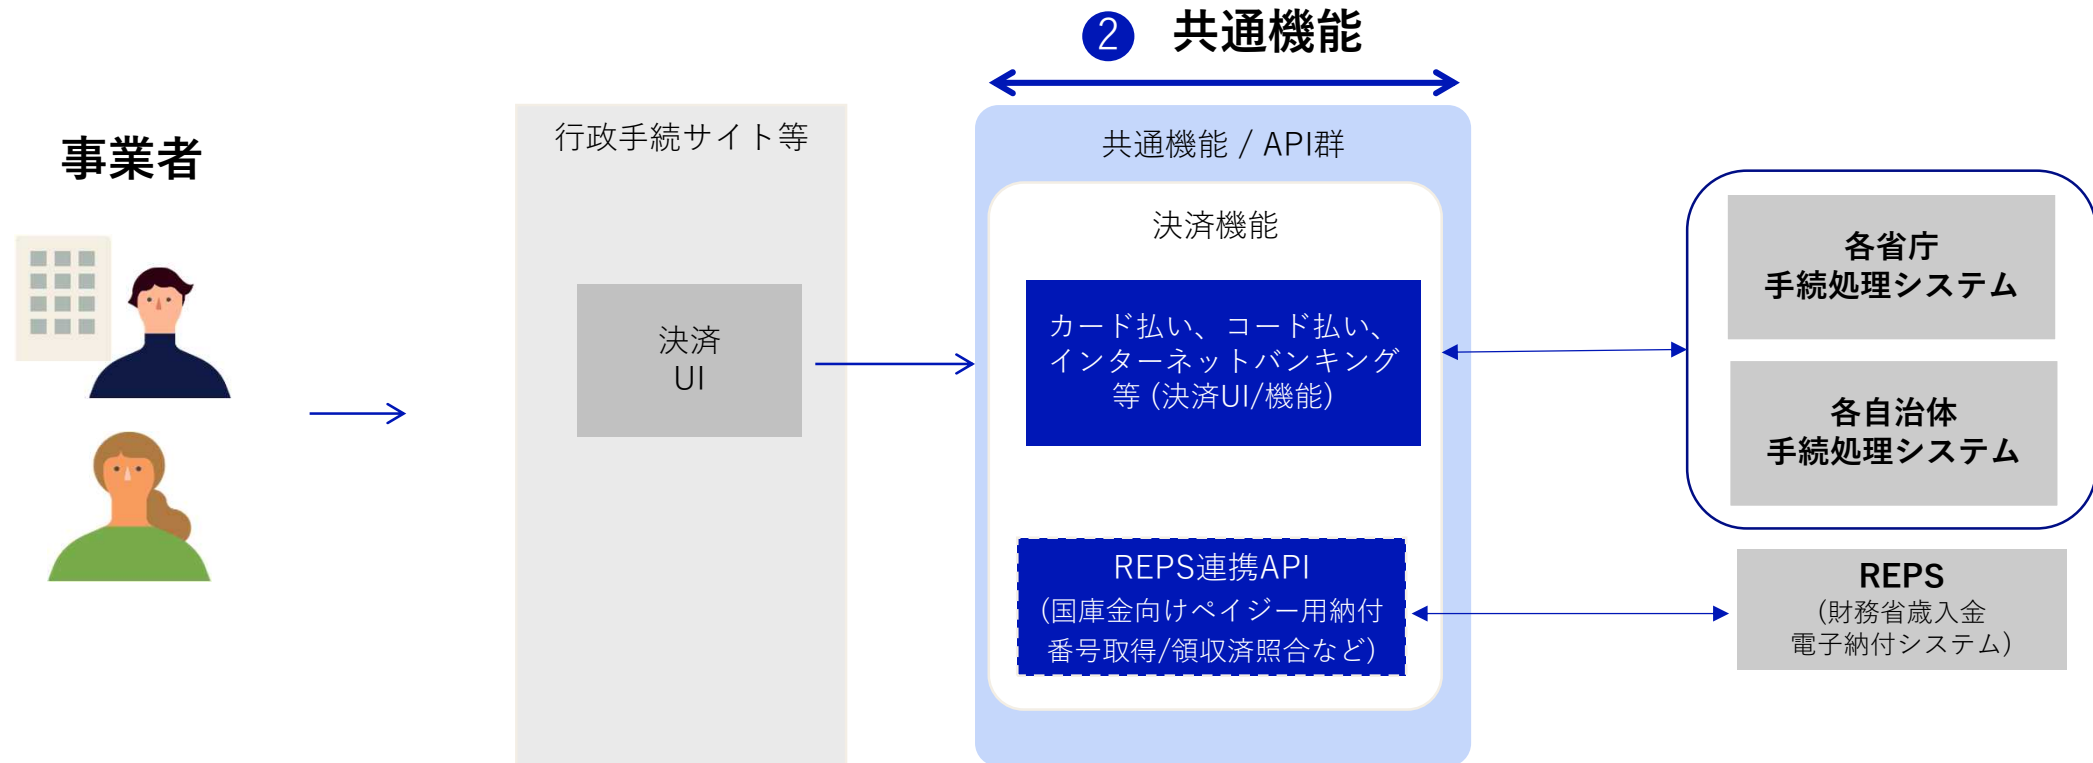 ❷ 共通機能
事業者
行政手続サイト等
決済
UI
共通機能 / API群
決済機能
カード払い、コード払い、
インターネットバンキング
等 (決済UI/機能)
REPS連携API
(国庫金向けペイジー用納付
番号取得/領収済照合など)
各省庁
手続処理システム
各自治体
手続処理システム
REPS
(財務省歳入金
電子納付システム)